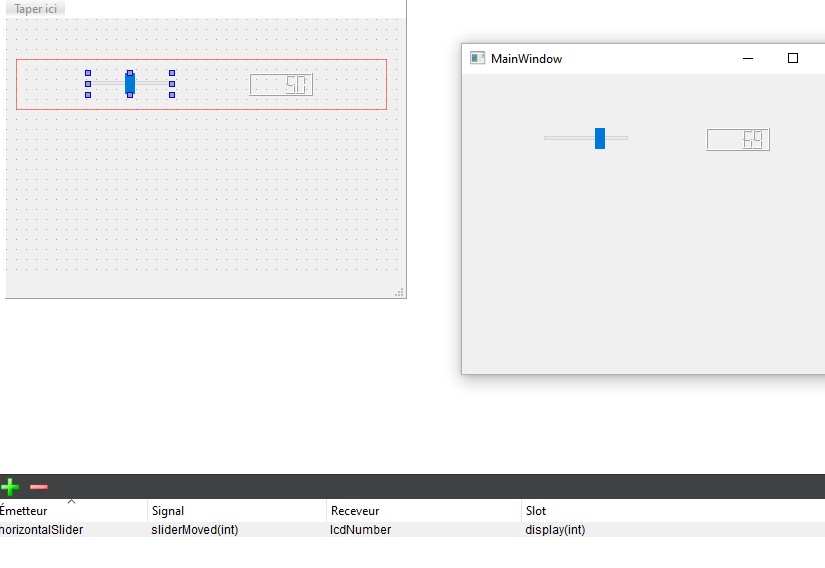 Taper ici
50
MainWindow
69
Émetteur Signal Receveur Slot
horizontalSlider sliderMoved(int) lcdNumber display(int)